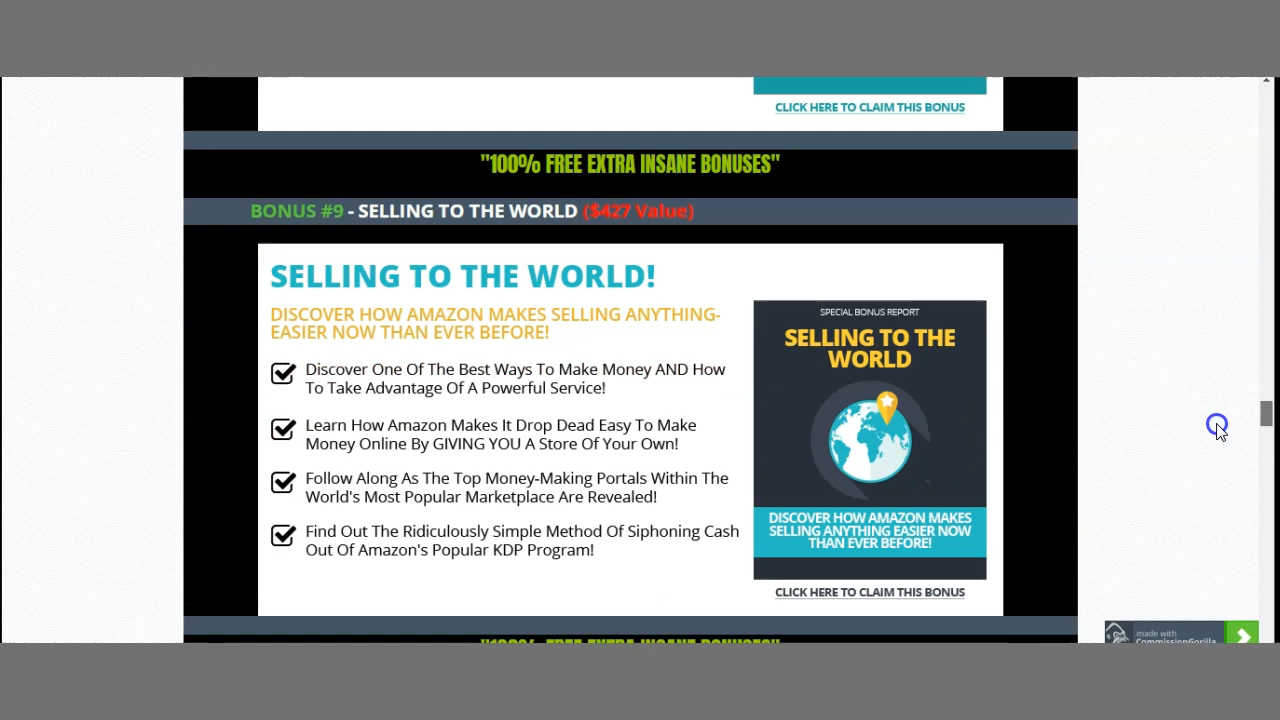 CLICK HERE TO CLAIM THIS BONUS
"100% FREE EXTRA INSANE BONUSES"
BONUS #9 - SELLING TO THE WORLD ($427 Value)
SELLING TO THE WORLD!
DISCOVER HOW AMAZON MAKES SELLING ANYTHING-
EASIER NOW THAN EVER BEFORE!
Discover One Of The Best Ways To Make Money AND How
To Take Advantage Of A Powerful Service!
Learn How Amazon Makes It Drop Dead Easy To Make
Money Online By GIVING YOU A Store Of Your Own!
Follow Along As The Top Money-Making Portals Within The
World's Most Popular Marketplace Are Revealed!
Find Out The Ridiculously Simple Method Of Siphoning Cash
Out Of Amazon's Popular KDP Program!
SPECIAL BONUS REPORT
SELLING TO THE
WORLD
DISCOVER HOW AMAZON MAKES
SELLING ANYTHING EASIER NOW
THAN EVER BEFORE!
CLICK HERE TO CLAIM THIS BONUS
"100% FREE EXTRA INSANE BONUSES"
made with
CommissionGorilla